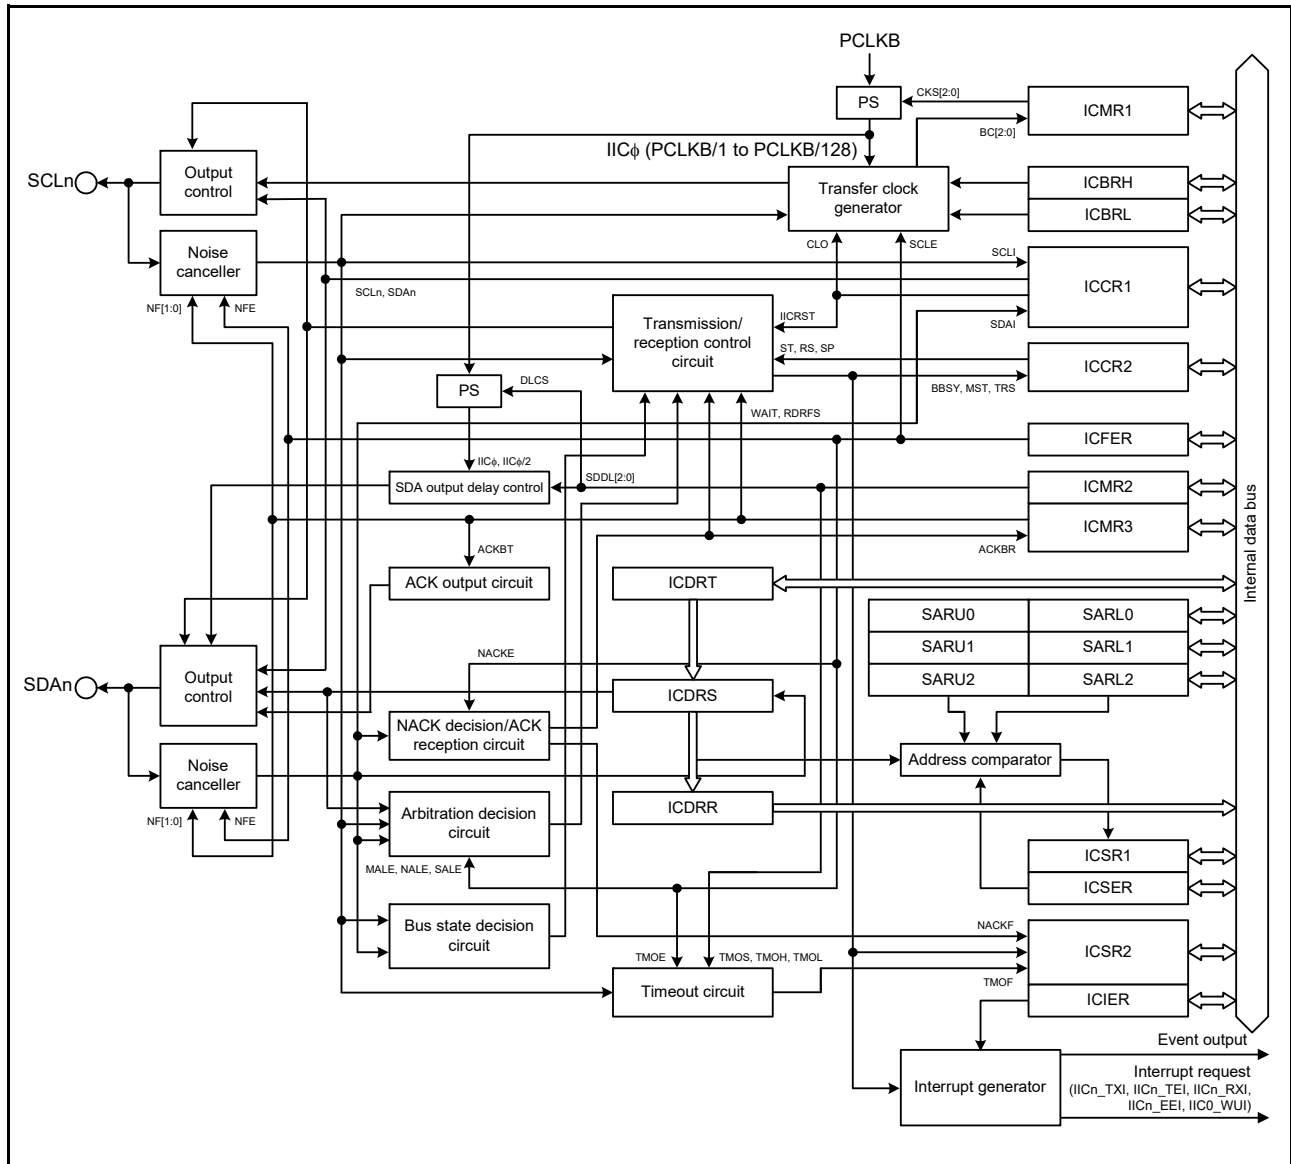 PCLKB
PS
CKS[2:0]
ICMR1
BC[2:0]
IICϕ (PCLKB/1 to PCLKB/128)
SCLn
Output
control
Transfer clock
generator
ICBRH
ICBRL
Noise
canceller
CLO
SCLE
SCLI
ICCR1
SCLn, SDAn
NF[1:0]
NFE
IICRST
SDAI
Transmission/
reception control
circuit
ST, RS, SP
ICCR2
BBSY, MST, TRS
PS
DLCS
WAIT, RDRFS
ICFER
IICϕ, IICϕ/2
SDA output delay control
SDDL[2:0]
ICMR2
ICMR3
ACKBT
ACKBR
ACK output circuit
ICDRT
Internal data bus
SARU0
SARL0
SARU1
SARL1
SARU2
SARL2
NACKE
SDAn
Output
control
ICDRS
NACK decision/ACK
reception circuit
Noise
canceller
Address comparator
NF[1:0]
NFE
Arbitration decision
circuit
ICDRR
MALE, NALE, SALE
ICSR1
ICSER
Bus state decision
circuit
NACKF
ICSR2
TMOE
TMOS, TMOH, TMOL
TMOF
Timeout circuit
ICIER
Event output
Interrupt generator
Interrupt request
(IICn_TXI, IICn_TEI, IICn_RXI,
IICn_EEI, IIC0_WUI)